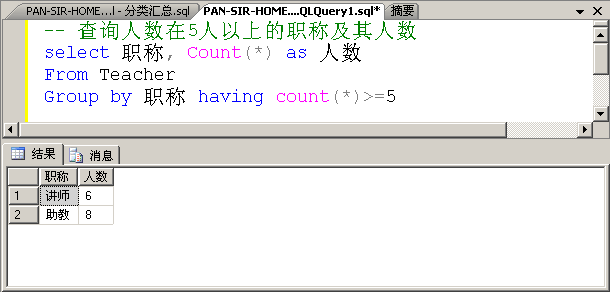 PAN-SIR-HOME...l - 分类汇总.sql PAN-SIR-HOME....QLQuery1.sql* 摘要
-- 查询人数在5人以上的职称及其人数
select 职称, Count(*) as 人数
From Teacher
Group by 职称 having count(*)>=5
结果 消息
职称 人数
1 讲师 6
2 助教 8